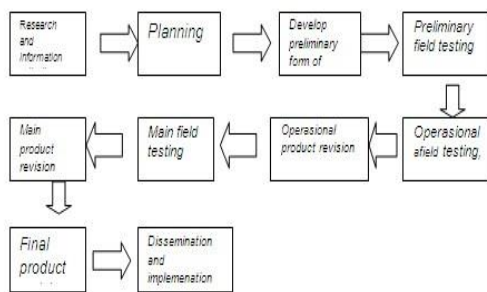 Research
and
information
Planning
Develop
preliminary
form of
Preliminary
field testing
Operasional
afield testing,
Operasional
product revision
Main field
testing
Main
product
revision
Final
product
Dissemination
and
implemenation